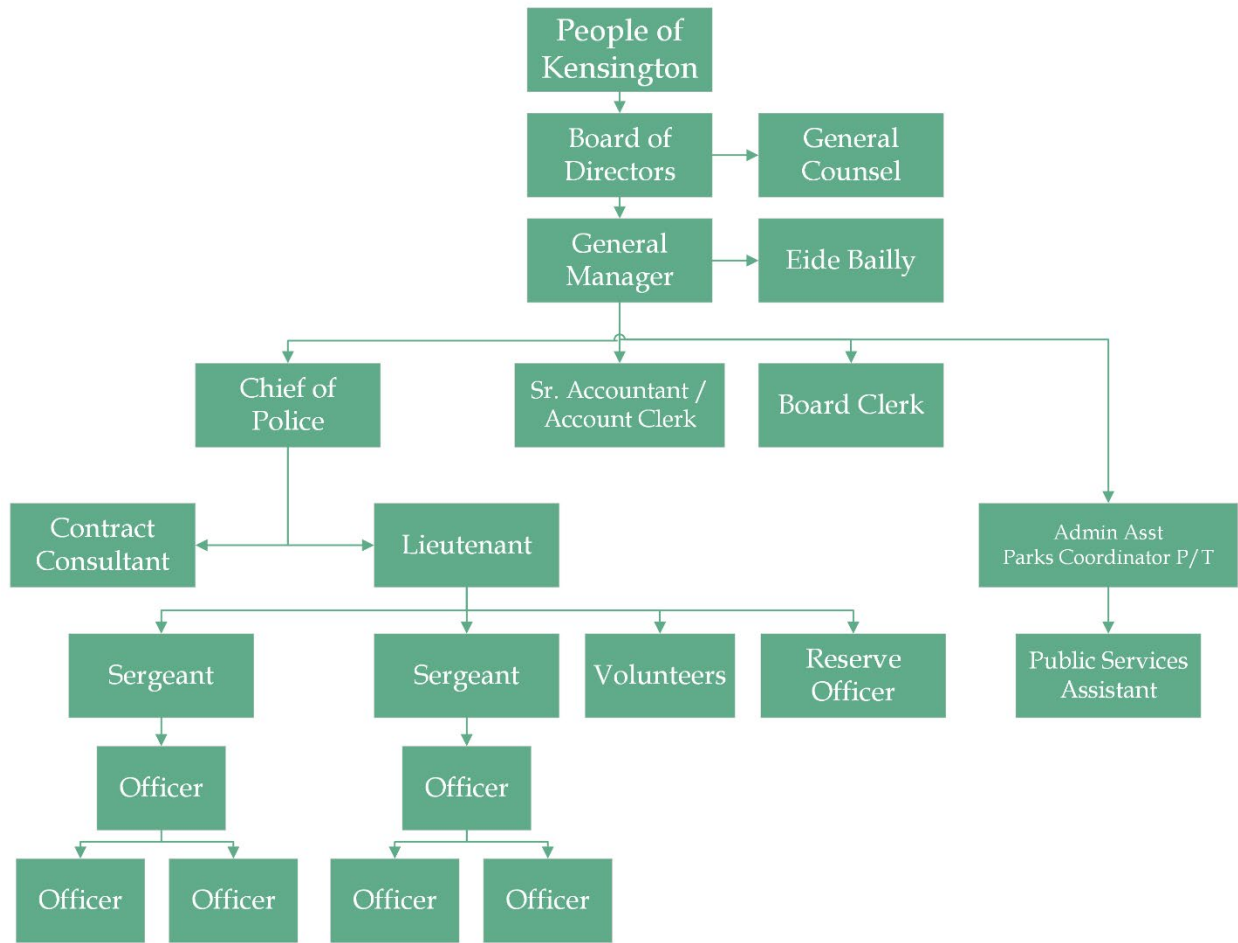 People of
Kensington
Board of
Directors
General
Counsel
General
Manager
Eide Bailly
Chief of
Police
Sr. Accountant /
Account Clerk
Board Clerk
Contract
Consultant
Lieutenant
Admin Asst
Parks Coordinator P/T
Sergeant
Sergeant
Volunteers
Reserve
Officer
Public Services
Assistant
Officer
Officer
Officer
Officer
Officer
Officer